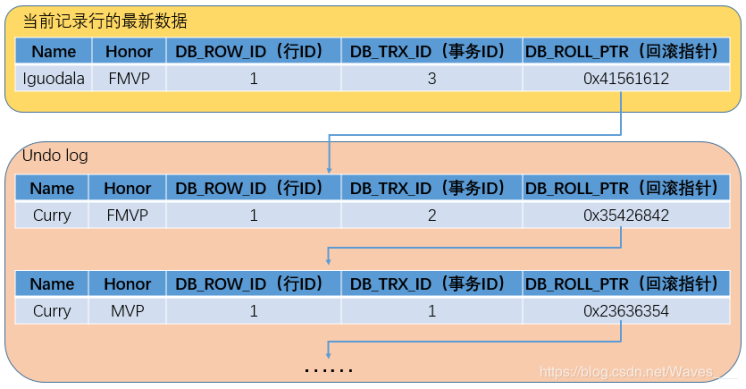 当前记录行的最新数据
Name Honor DB_ROW_ID（行ID） DB_TRX_ID（事务ID） DB_ROLL_PTR（回滚指针）
Iguodala FMVP 1 3 0x41561612
Undo log
Name Honor DB_ROW_ID（行ID） DB_TRX_ID（事务ID） DB_ROLL_PTR（回滚指针）
Curry FMVP 1 2 0x35426842
Name Honor DB_ROW_ID（行ID） DB_TRX_ID（事务ID） DB_ROLL_PTR（回滚指针）
Curry MVP 1 1 0x23636354
······
https://blog.csdn.net/Waves